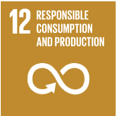 12 RESPONSIBLE
CONSUMPTION
AND PRODUCTION